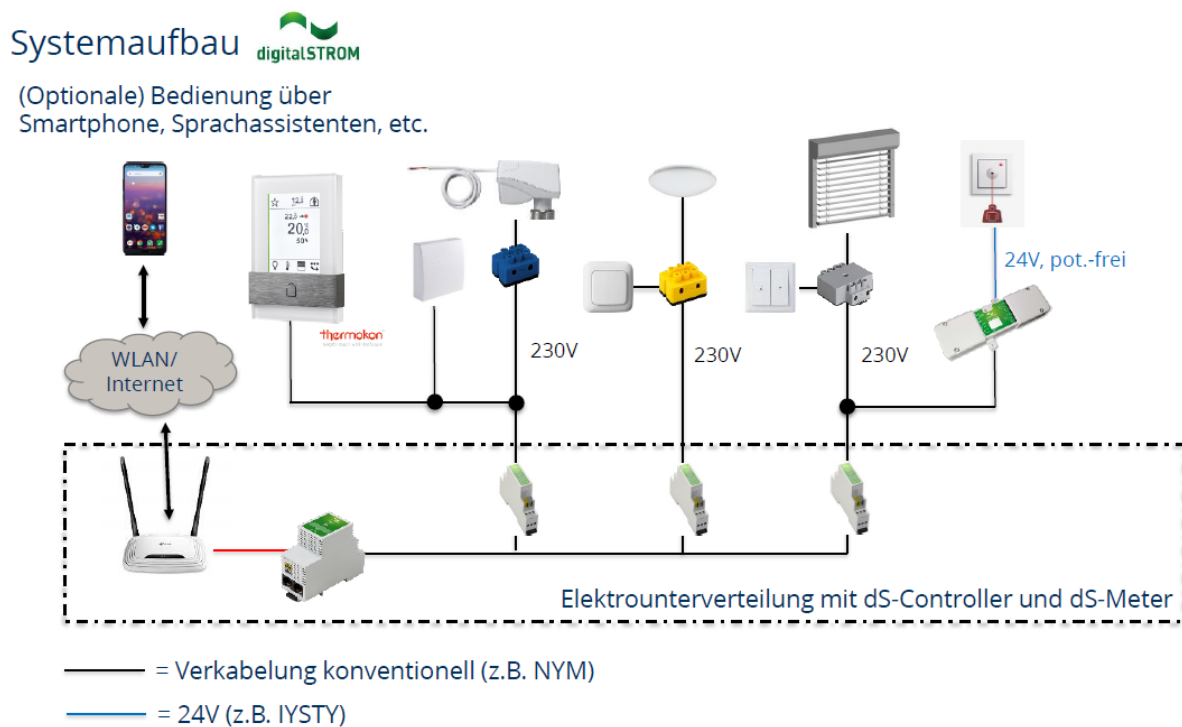 Systemaufbau digitalSTROM
(Optionale) Bedienung über
Smartphone, Sprachassistenten, etc.
24V, pot.-frei
thermokon
WLAN/
Internet
230V
230V
230V
Elektrounterverteilung mit dS-Controller und dS-Meter
= Verkabelung konventionell (z.B. NYM)
= 24V (z.B. IYSTY)